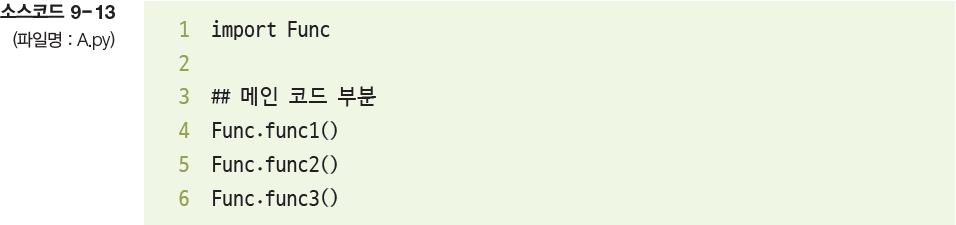 소스코드 9-13
(파일명 : A.py)
1 import Func
2
3 ## 메인 코드 부분
4 Func.func1()
5 Func.func2()
6 Func.func3()